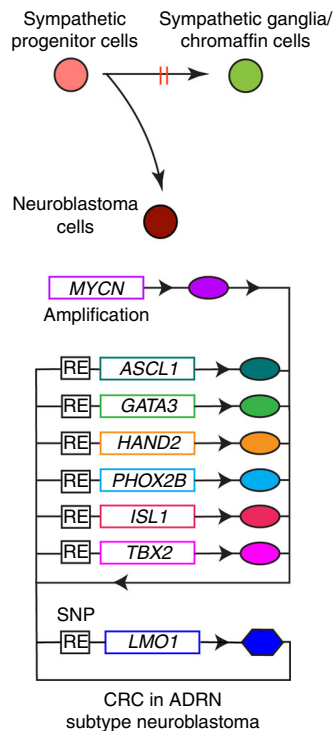 Sympathetic
progenitor cells
Sympathetic ganglia/
chromaffin cells
Neuroblastoma
cells
MYCN
Amplification
RE ASCL1
RE GATA3
RE HAND2
RE PHOX2B
RE ISL1
RE TBX2
SNP
RE LMO1
CRC in ADRN
subtype neuroblastoma